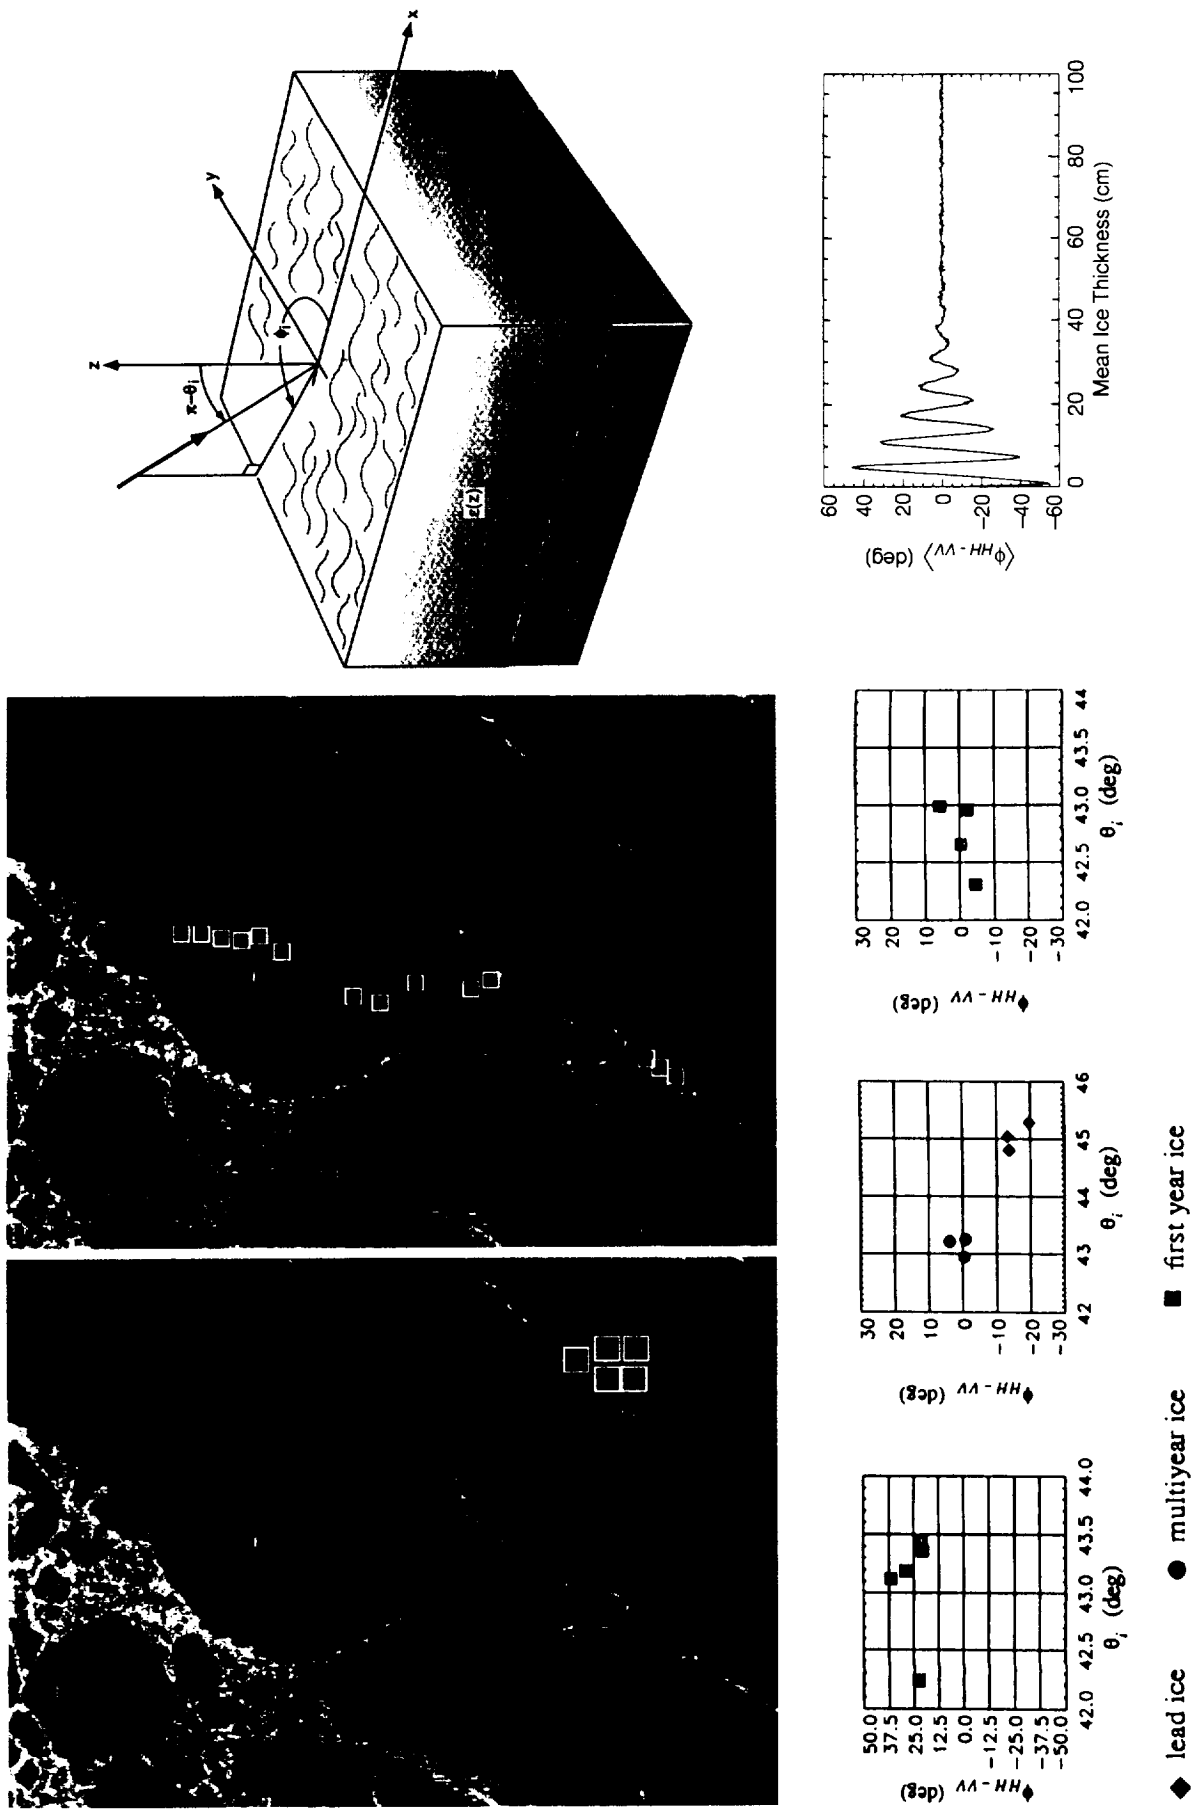 z
y
x
π−θᵢ
ϕᵢ
ε(z)
50.0
37.5
25.0
12.5
0.0
−12.5
−25.0
−37.5
−50.0
ϕ HH − VV (deg)
42.0 42.5 43.0 43.5 44.0
θᵢ (deg)
30
20
10
0
−10
−20
−30
ϕ HH − VV (deg)
42 43 44 45 46
θᵢ (deg)
30
20
10
0
−10
−20
−30
ϕ HH − VV (deg)
42.0 42.5 43.0 43.5 44
θᵢ (deg)
60
40
20
0
−20
−40
−60
⟨ϕ HH - VV⟩ (deg)
0 20 40 60 80 100
Mean Ice Thickness (cm)
◆ lead ice ● multiyear ice ■ first year ice